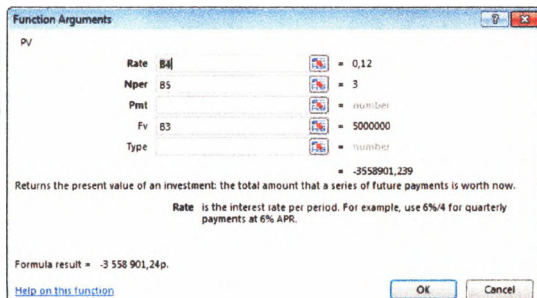 Function Arguments
PV
Rate B4 = 0,12
Nper B5 = 3
Pmt = number
Fv B3 = 5000000
Type = number
= -3558901,239
Returns the present value of an investment: the total amount that a series of future payments is worth now.
Rate is the interest rate per period. For example, use 6%/4 for quarterly
payments at 6% APR.
Formula result = -3 558 901,24р.
Help on this function OK Cancel